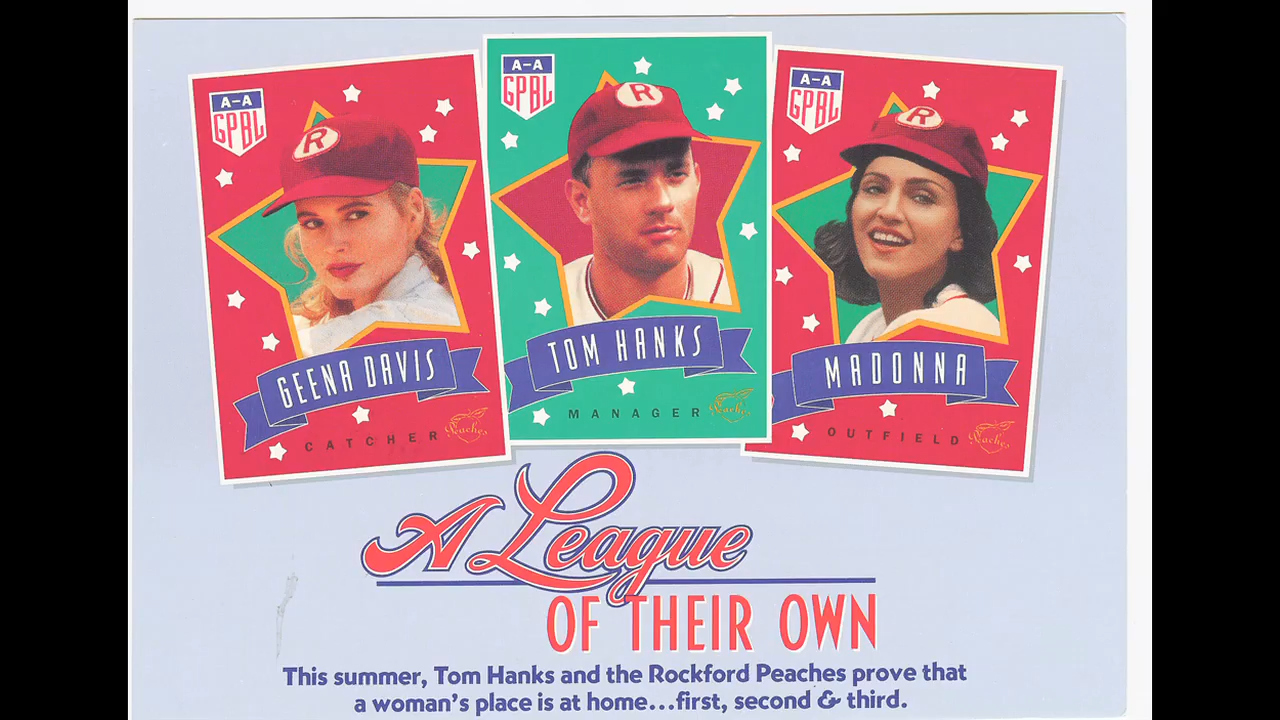 A-A
GPBL
R
GEENA DAVIS
CATCHER
Peaches
A-A
GPBL
R
TOM HANKS
MANAGER
Peaches
A-A
GPBL
R
MADONNA
OUTFIELD
Peaches
A League
OF THEIR OWN
This summer, Tom Hanks and the Rockford Peaches prove that
a woman's place is at home...first, second & third.